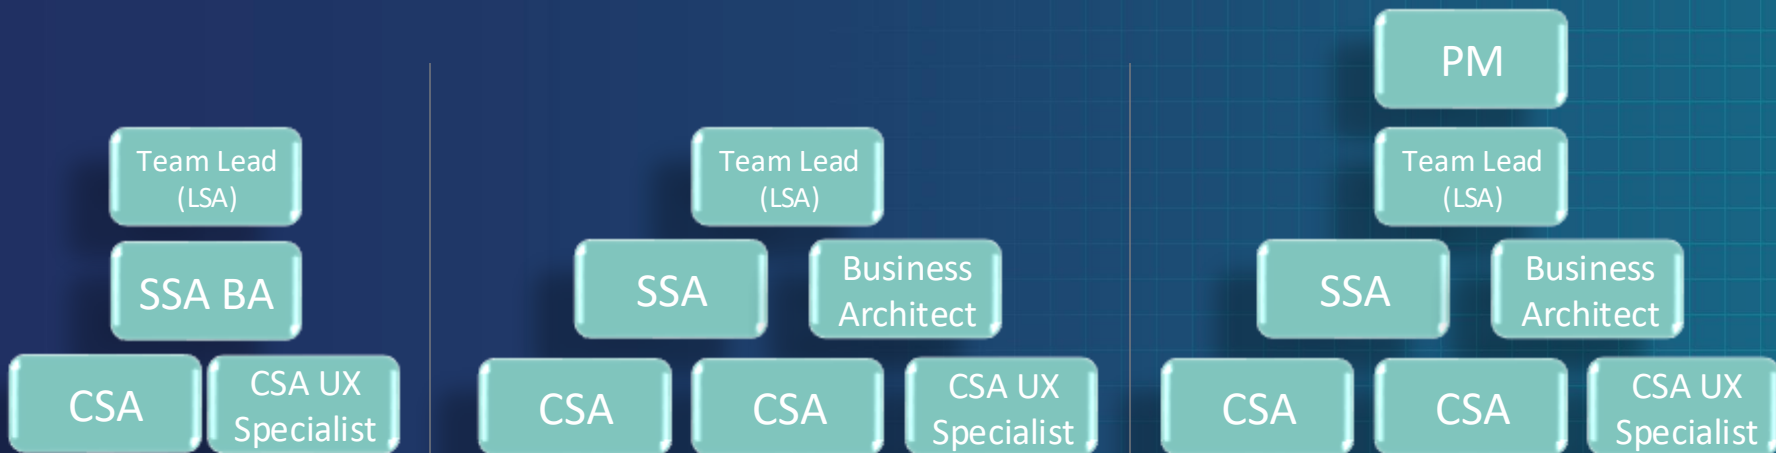 Team Lead
(LSA)
SSA BA
CSA
CSA UX
Specialist
Team Lead
(LSA)
SSA
Business
Architect
CSA
CSA
CSA UX
Specialist
PM
Team Lead
(LSA)
SSA
Business
Architect
CSA
CSA
CSA UX
Specialist